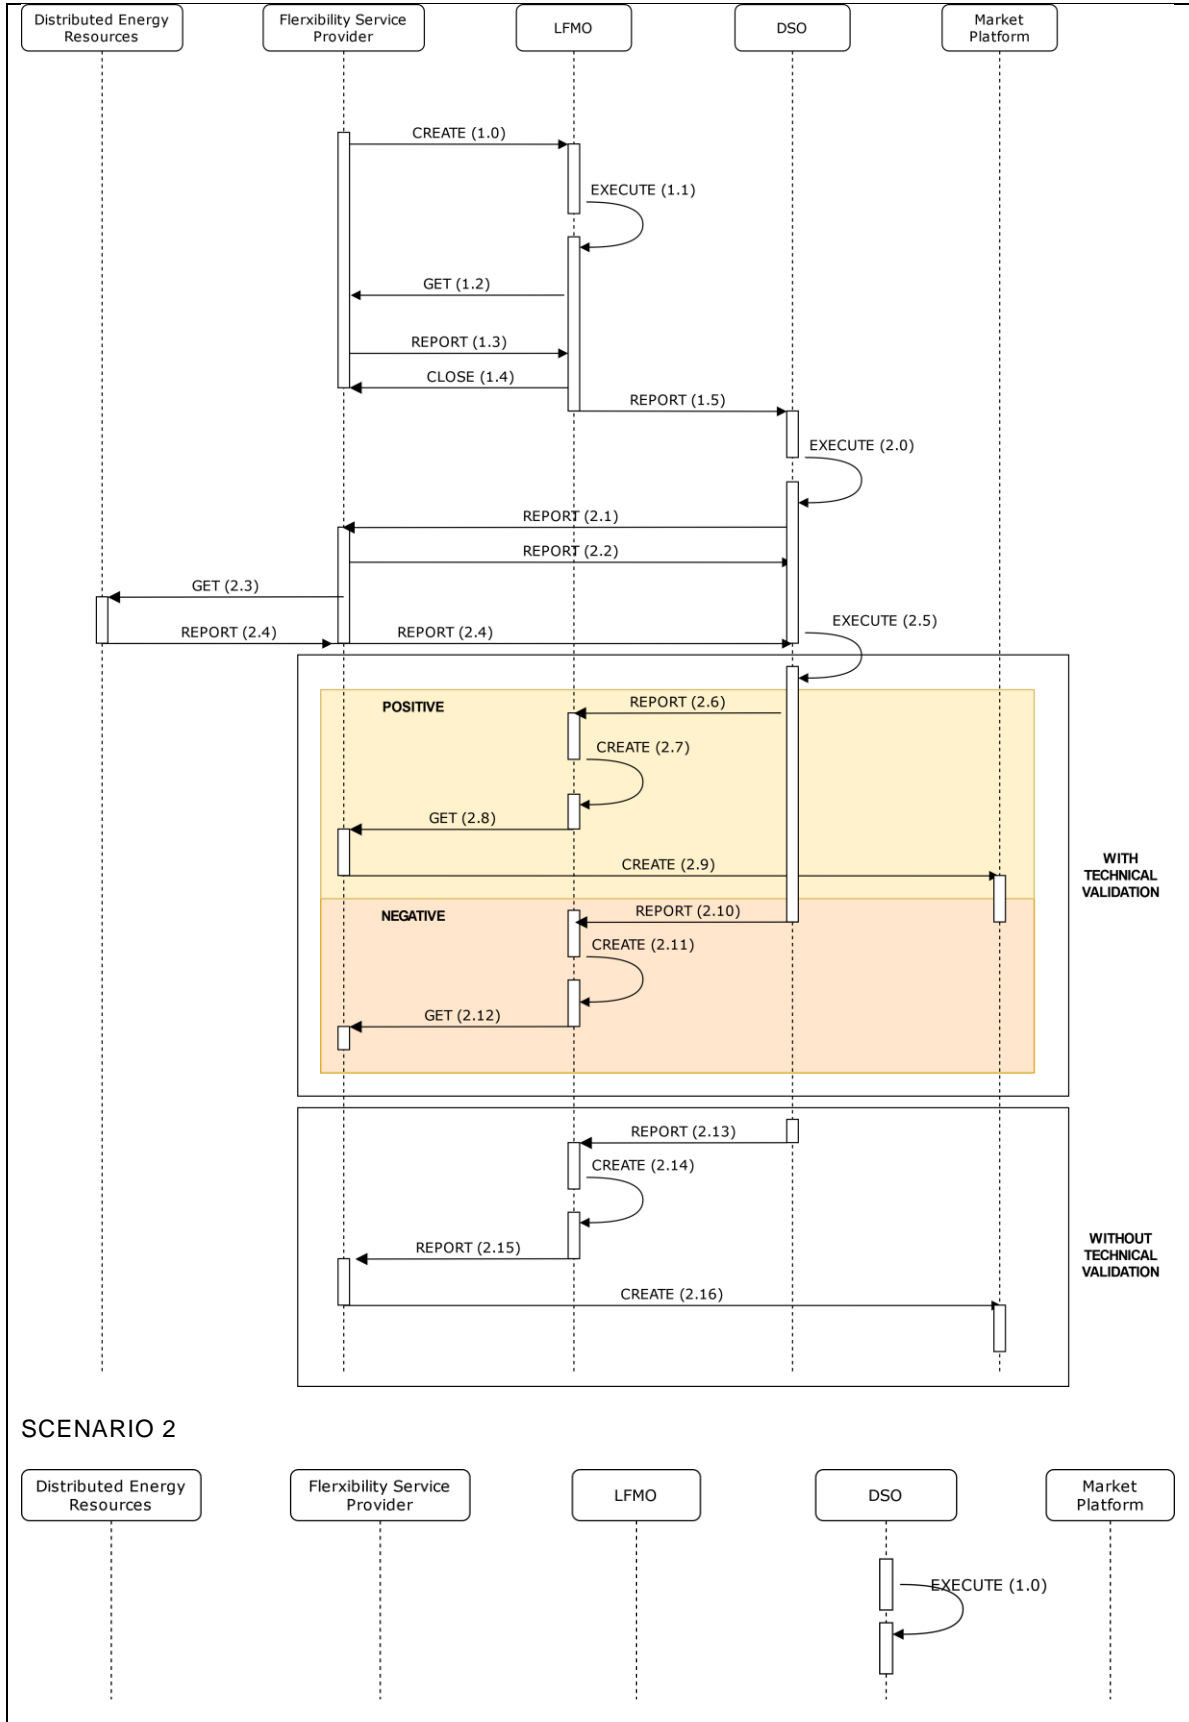 Distributed Energy
Resources
Flerxibility Service
Provider
LFMO
DSO
Market
Platform
CREATE (1.0)
EXECUTE (1.1)
GET (1.2)
REPORT (1.3)
CLOSE (1.4)
REPORT (1.5)
EXECUTE (2.0)
REPORT (2.1)
REPORT (2.2)
GET (2.3)
REPORT (2.4)
REPORT (2.4)
EXECUTE (2.5)
POSITIVE
REPORT (2.6)
CREATE (2.7)
GET (2.8)
CREATE (2.9)
WITH
TECHNICAL
VALIDATION
NEGATIVE
REPORT (2.10)
CREATE (2.11)
GET (2.12)
REPORT (2.13)
CREATE (2.14)
REPORT (2.15)
WITHOUT
TECHNICAL
VALIDATION
CREATE (2.16)
SCENARIO 2
Distributed Energy
Resources
Flerxibility Service
Provider
LFMO
DSO
Market
Platform
EXECUTE (1.0)